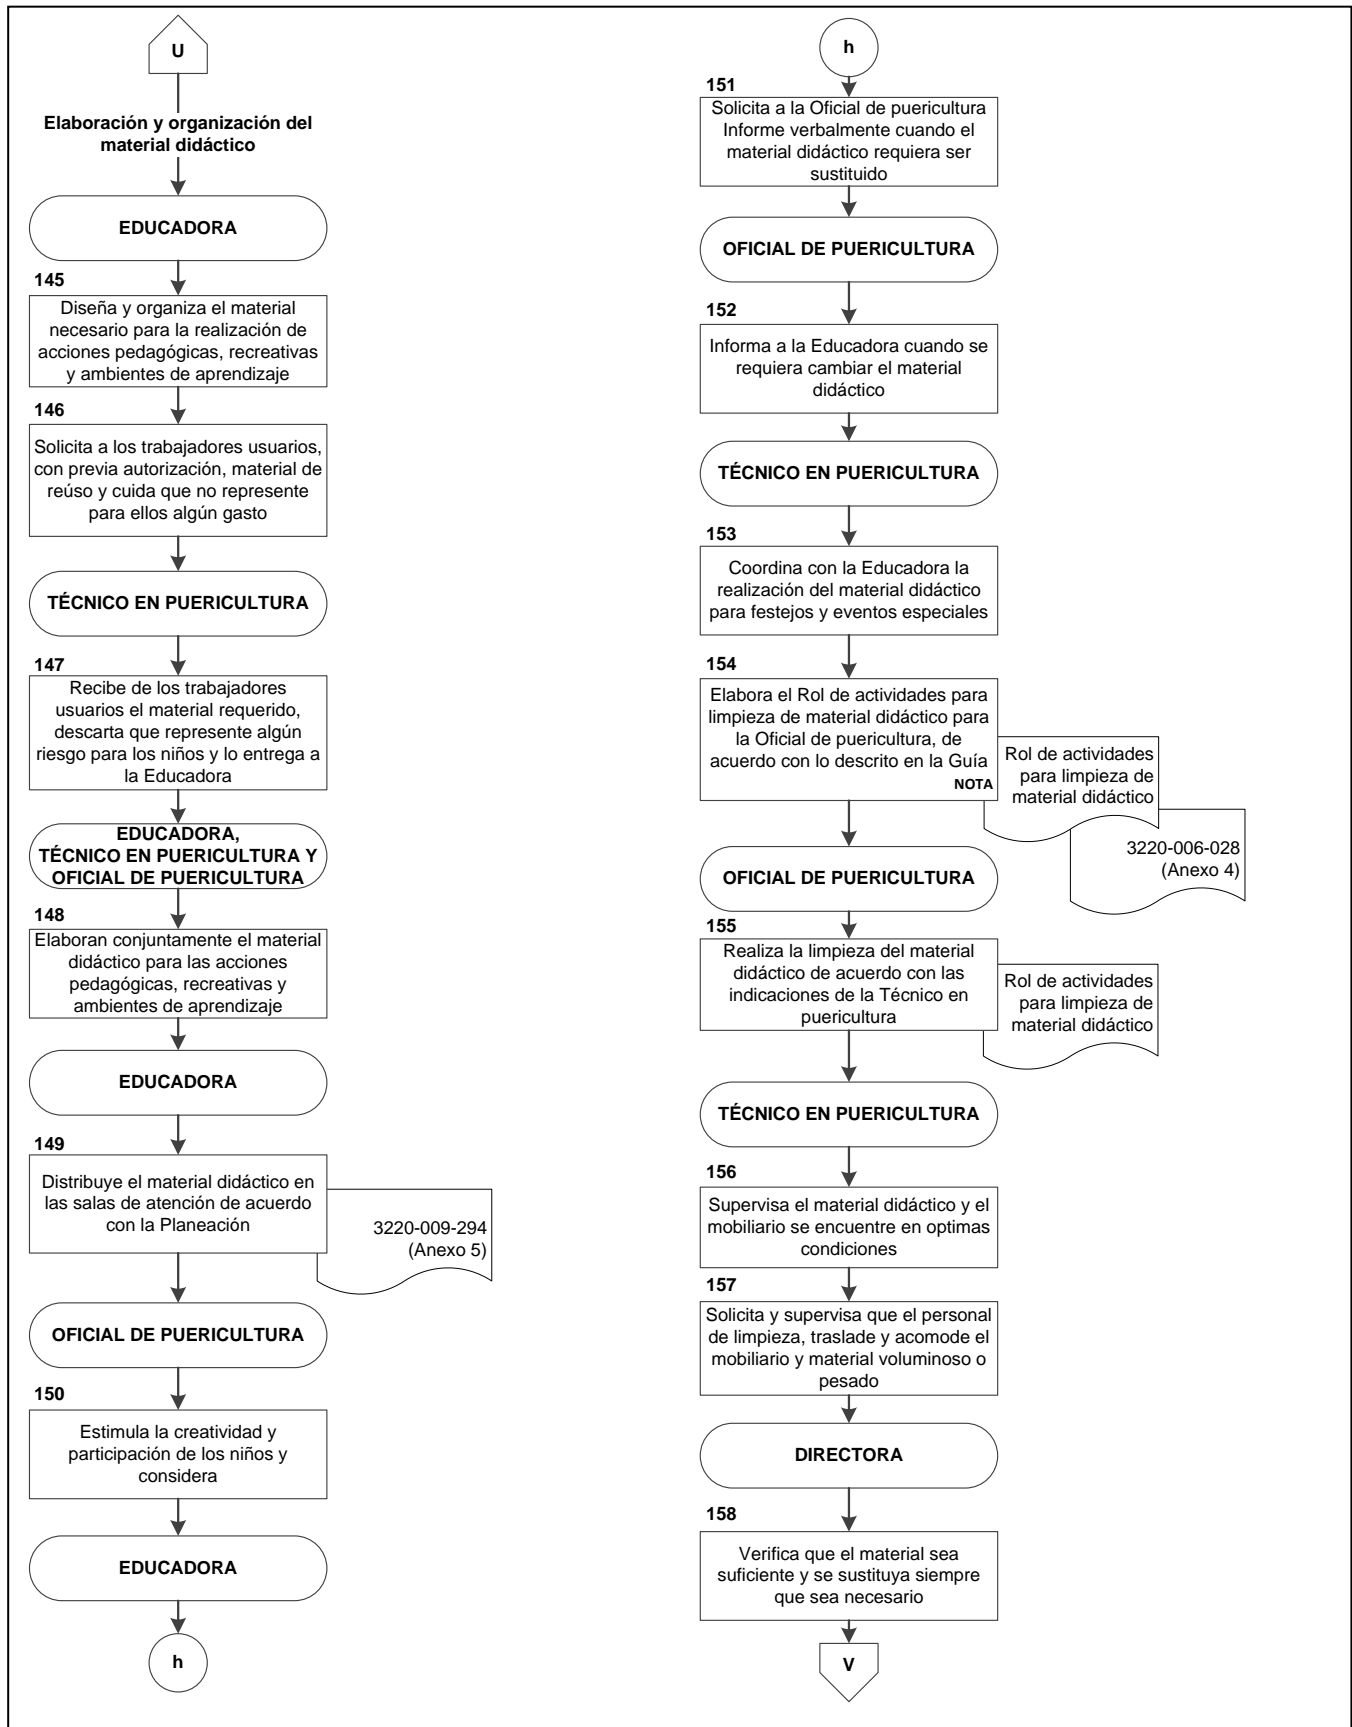 U
Elaboración y organización del
material didáctico
EDUCADORA
145
Diseña y organiza el material
necesario para la realización de
acciones pedagógicas, recreativas
y ambientes de aprendizaje
146
Solicita a los trabajadores usuarios,
con previa autorización, material de
reúso y cuida que no represente
para ellos algún gasto
TÉCNICO EN PUERICULTURA
147
Recibe de los trabajadores
usuarios el material requerido,
descarta que represente algún
riesgo para los niños y lo entrega a
la Educadora
EDUCADORA,
TÉCNICO EN PUERICULTURA Y
OFICIAL DE PUERICULTURA
148
Elaboran conjuntamente el material
didáctico para las acciones
pedagógicas, recreativas y
ambientes de aprendizaje
EDUCADORA
149
Distribuye el material didáctico en
las salas de atención de acuerdo
con la Planeación
3220-009-294
(Anexo 5)
OFICIAL DE PUERICULTURA
150
Estimula la creatividad y
participación de los niños y
considera
EDUCADORA
h
h
151
Solicita a la Oficial de puericultura
Informe verbalmente cuando el
material didáctico requiera ser
sustituido
OFICIAL DE PUERICULTURA
152
Informa a la Educadora cuando se
requiera cambiar el material
didáctico
TÉCNICO EN PUERICULTURA
153
Coordina con la Educadora la
realización del material didáctico
para festejos y eventos especiales
154
Elabora el Rol de actividades para
limpieza de material didáctico para
la Oficial de puericultura, de
acuerdo con lo descrito en la Guía
NOTA
Rol de actividades
para limpieza de
material didáctico
3220-006-028
(Anexo 4)
OFICIAL DE PUERICULTURA
155
Realiza la limpieza del material
didáctico de acuerdo con las
indicaciones de la Técnico en
puericultura
Rol de actividades
para limpieza de
material didáctico
TÉCNICO EN PUERICULTURA
156
Supervisa el material didáctico y el
mobiliario se encuentre en optimas
condiciones
157
Solicita y supervisa que el personal
de limpieza, traslade y acomode el
mobiliario y material voluminoso o
pesado
DIRECTORA
158
Verifica que el material sea
suficiente y se sustituya siempre
que sea necesario
V